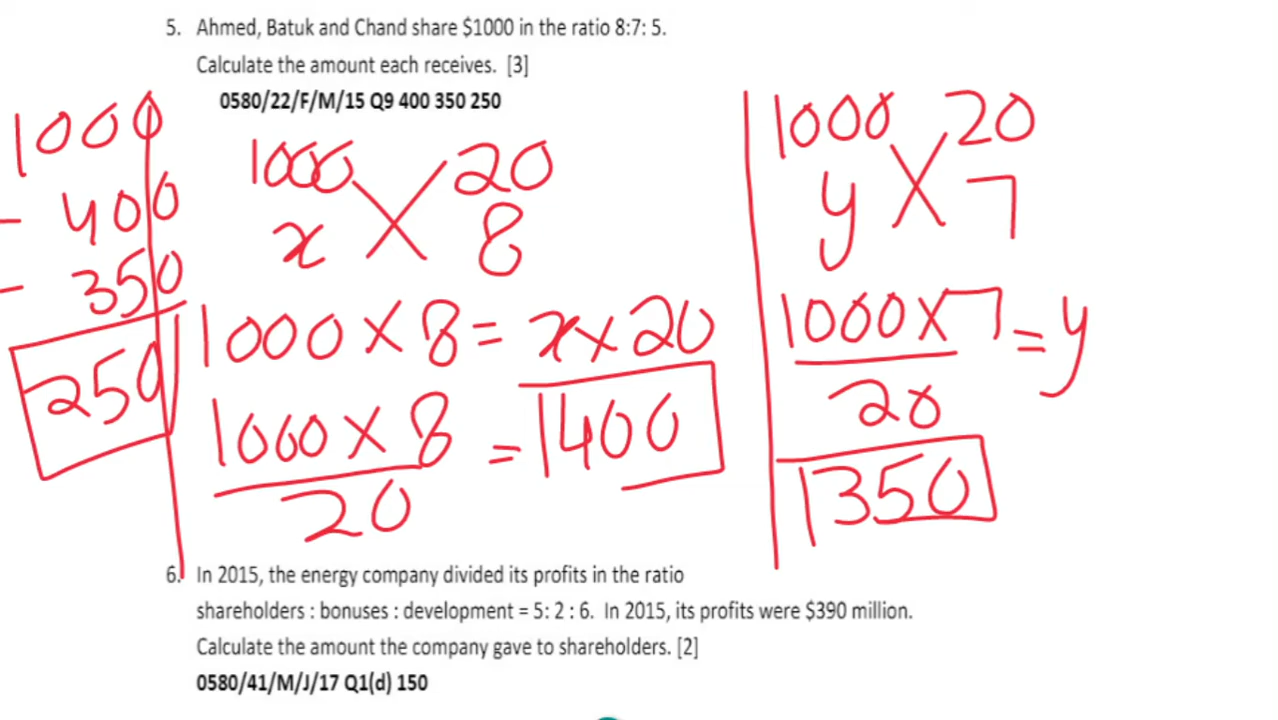 5. Ahmed, Batuk and Chand share $1000 in the ratio 8:7: 5.
Calculate the amount each receives. [3]
0580/22/F/M/15 Q9 400 350 250
1000
- 400
- 350
250
1000 20
x 8
1000 × 8 = x × 20
1000 × 8 = 400
20
1000 20
y 7
1000 × 7 = y
20
350
6. In 2015, the energy company divided its profits in the ratio
shareholders : bonuses : development = 5: 2 : 6. In 2015, its profits were $390 million.
Calculate the amount the company gave to shareholders. [2]
0580/41/M/J/17 Q1(d) 150